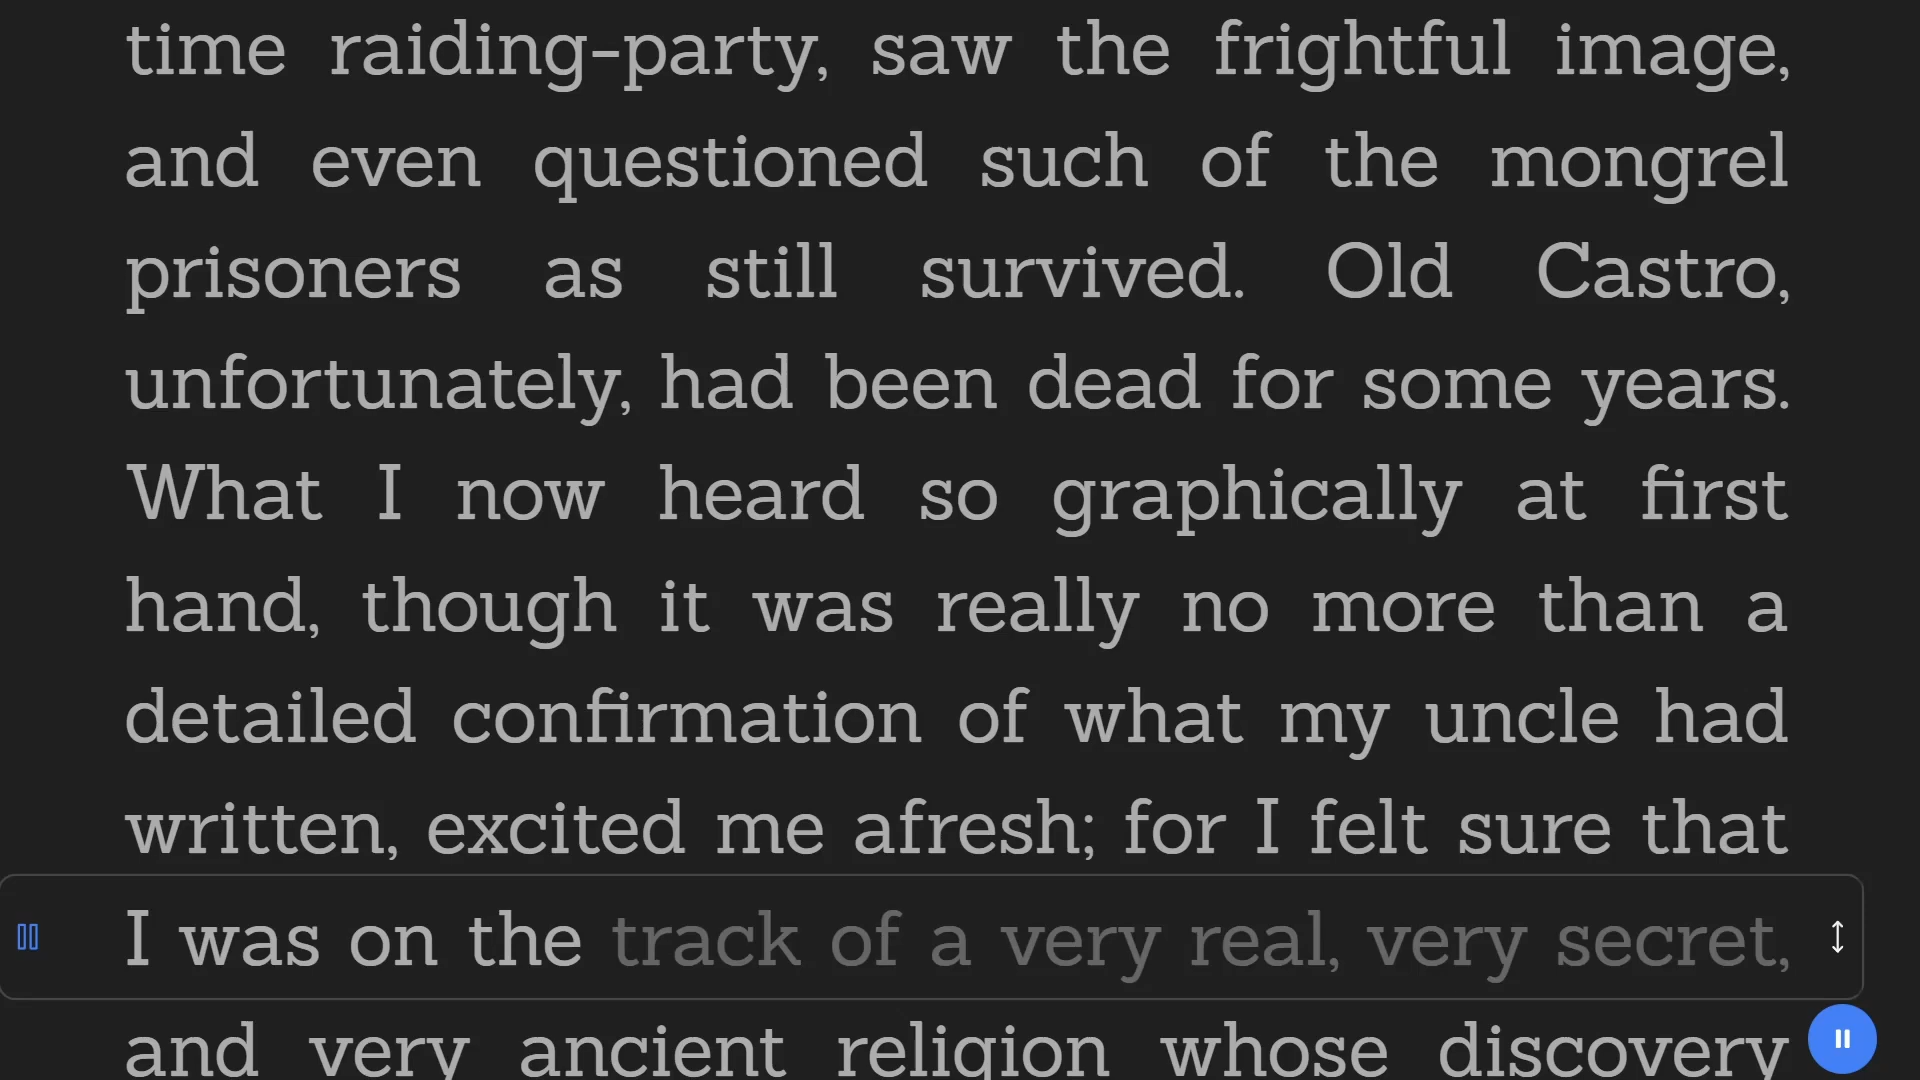 time raiding-party, saw the frightful image,
and even questioned such of the mongrel
prisoners as still survived. Old Castro,
unfortunately, had been dead for some years.
What I now heard so graphically at first
hand, though it was really no more than a
detailed confirmation of what my uncle had
written, excited me afresh; for I felt sure that
I was on the track of a very real, very secret,
and very ancient religion whose discovery